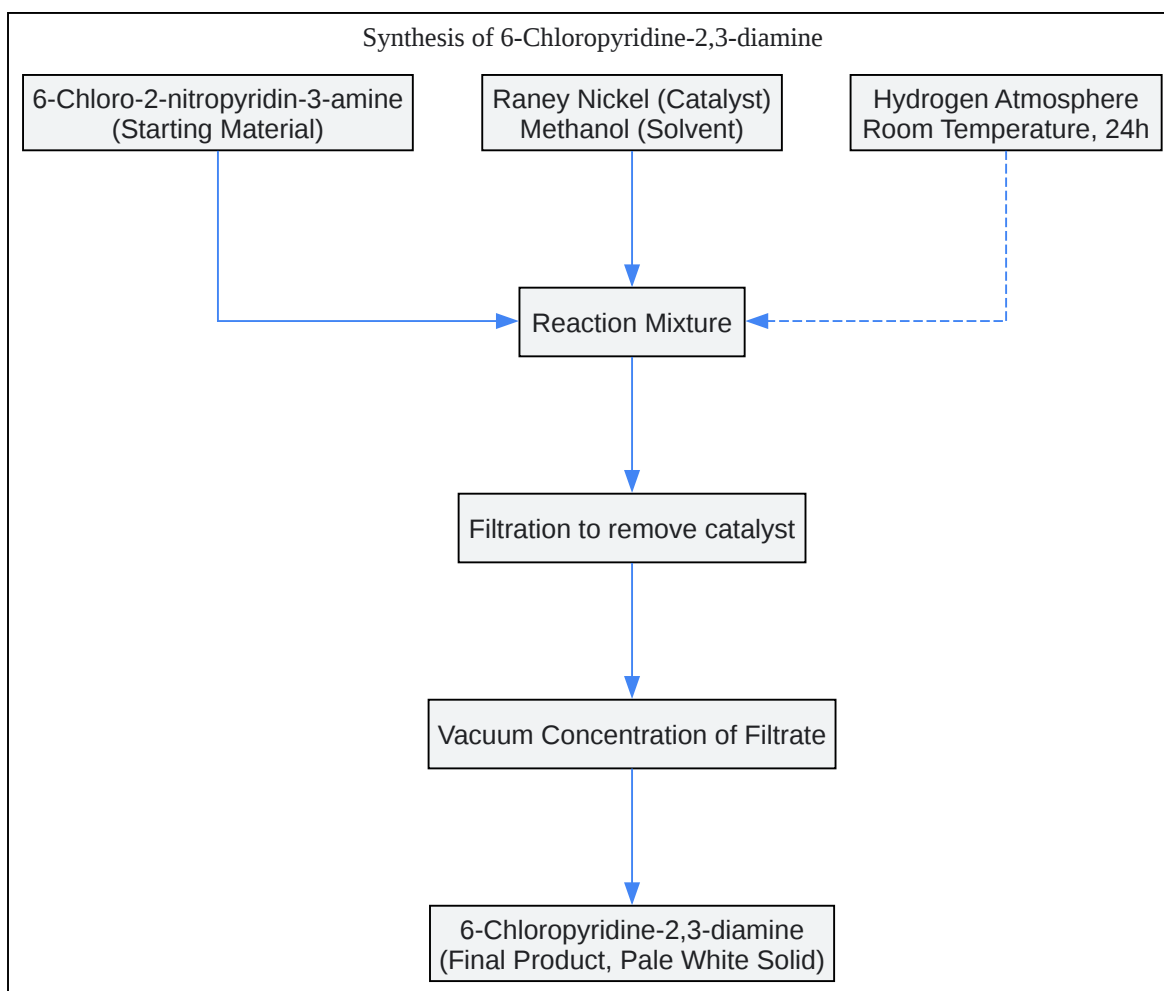 Synthesis of 6-Chloropyridine-2,3-diamine
6-Chloro-2-nitropyridin-3-amine
(Starting Material)
Raney Nickel (Catalyst)
Methanol (Solvent)
Hydrogen Atmosphere
Room Temperature, 24h
Reaction Mixture
Filtration to remove catalyst
Vacuum Concentration of Filtrate
6-Chloropyridine-2,3-diamine
(Final Product, Pale White Solid)